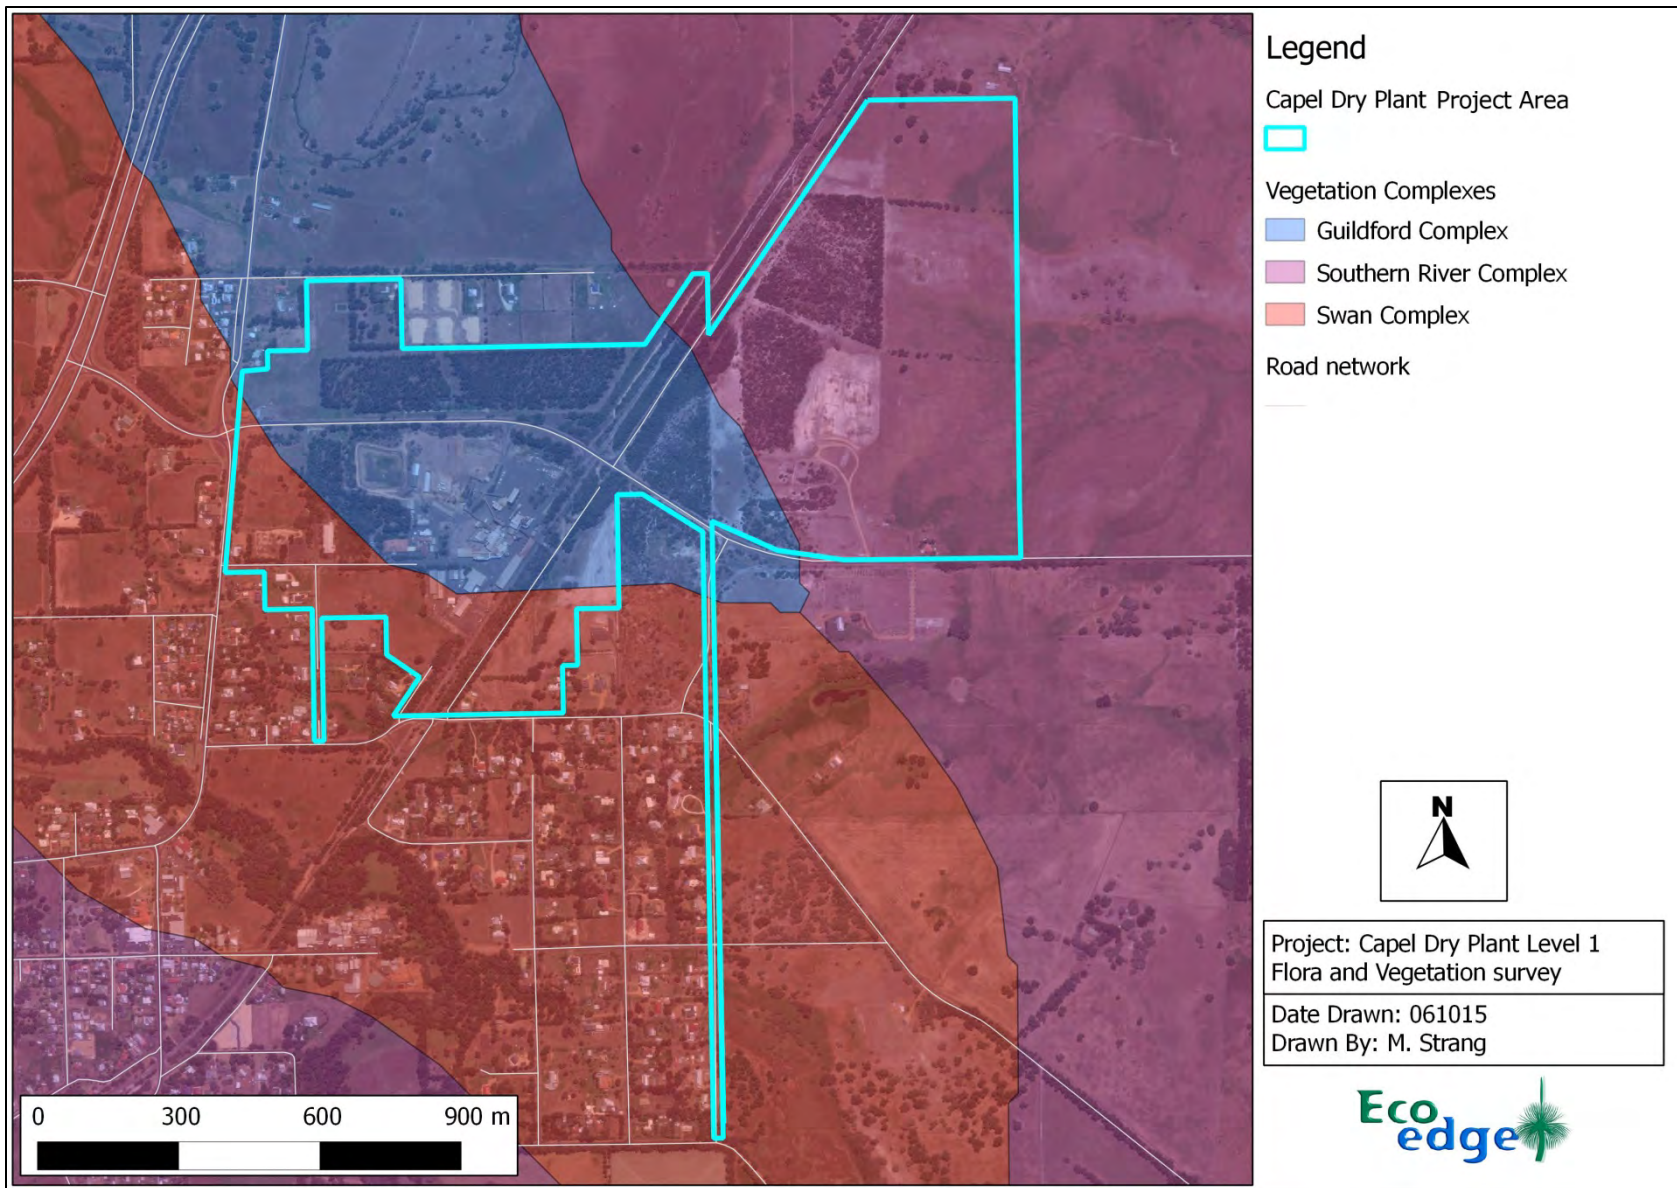 Legend
Capel Dry Plant Project Area
Vegetation Complexes
Guildford Complex
Southern River Complex
Swan Complex
Road network
N
Project: Capel Dry Plant Level 1
Flora and Vegetation survey
Date Drawn: 061015
Drawn By: M. Strang
Eco
edge
0 300 600 900 m